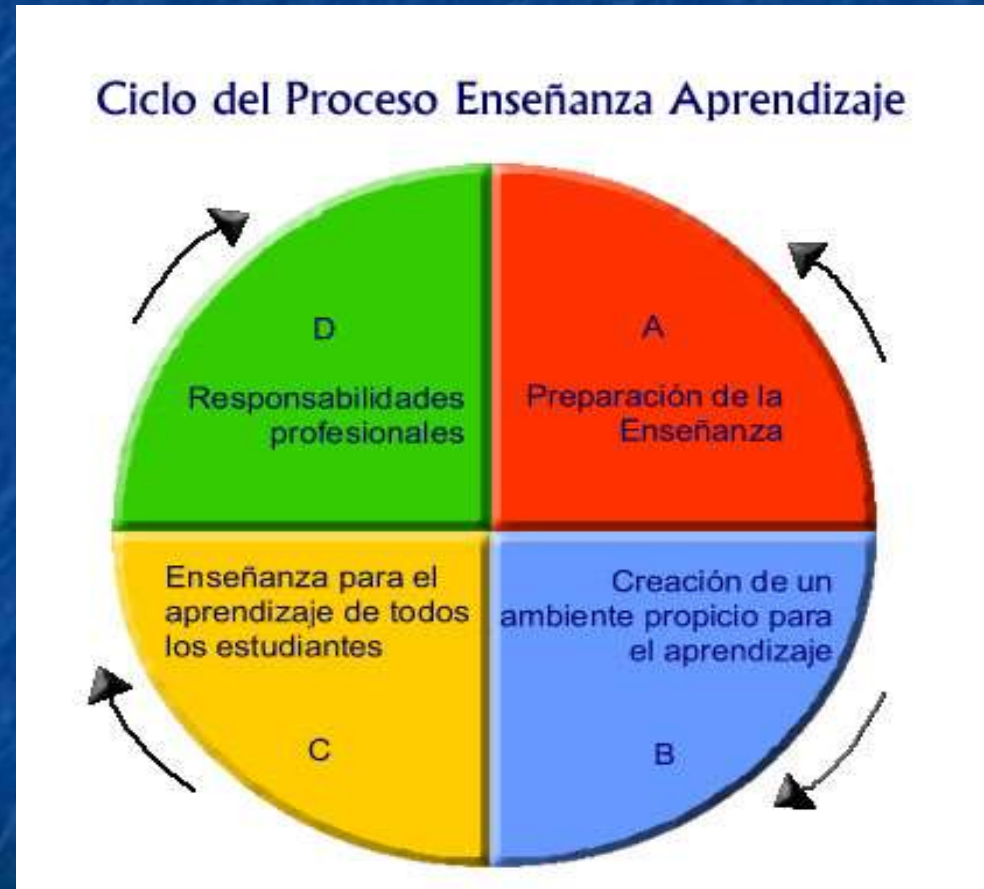 Ciclo del Proceso Enseñanza Aprendizaje
D
Responsabilidades
profesionales
A
Preparación de la
Enseñanza
Enseñanza para el
aprendizaje de todos
los estudiantes
C
Creación de un
ambiente propicio para
el aprendizaje
B